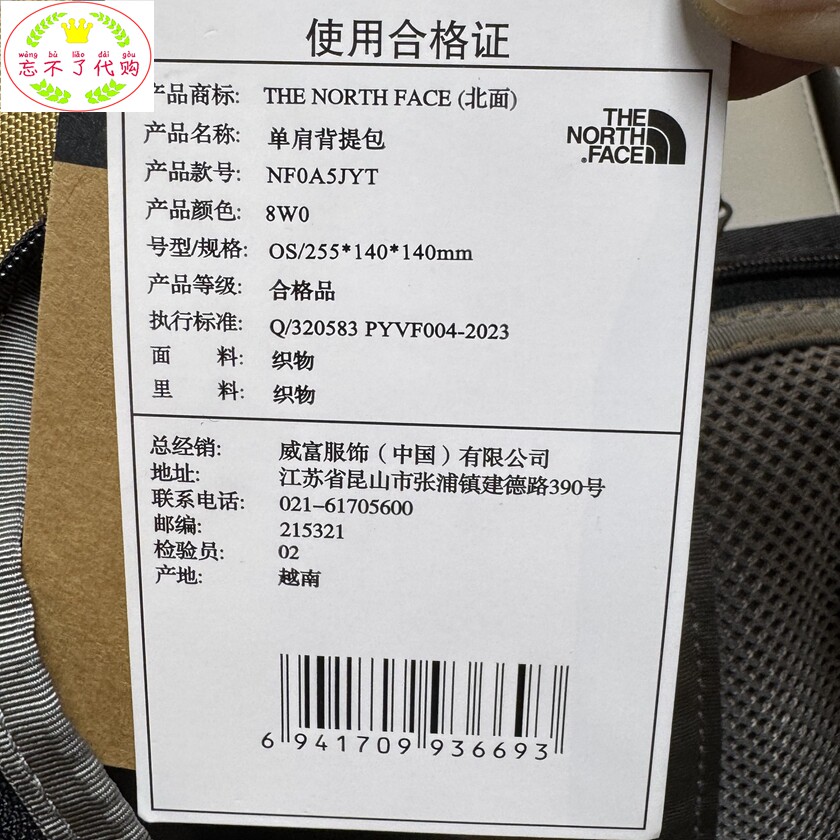 wàng bù liǎo dài gòu
忘不了代购
使用合格证
产品商标: THE NORTH FACE (北面)
产品名称: 单肩背提包
产品款号: NF0A5JYT
产品颜色: 8W0
号型/规格: OS/255*140*140mm
产品等级: 合格品
执行标准: Q/320583 PYVF004-2023
面 料: 织物
里 料: 织物
THE
NORTH
FACE
总经销: 威富服饰（中国）有限公司
地址: 江苏省昆山市张浦镇建德路390号
联系电话: 021-61705600
邮编: 215321
检验员: 02
产地: 越南
6 941709 936693